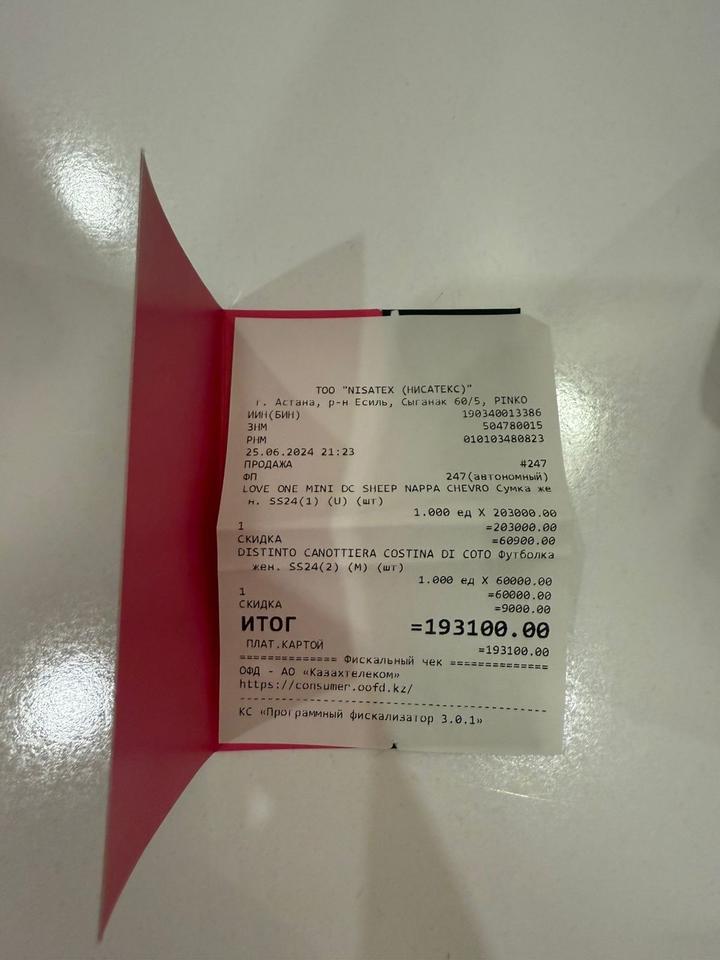 ТОО "NISATEX (НИСАТЕКС)"
г. Астана, р-н Есиль, Сыганак 60/5, PINKO
ИИН(БИН) 190340013386
ЗНМ 504780015
РНМ 010103480823
25.06.2024 21:23
ПРОДАЖА #247
ФП 247(автономный)
LOVE ONE MINI DC SHEEP NAPPA CHEVRO Сумка же
н. SS24(1) (U) (шт)
1.000 ед X 203000.00
1 =203000.00
СКИДКА =60900.00
DISTINTO CANOTTIERA COSTINA DI COTO Футболка
жен. SS24(2) (M) (шт)
1.000 ед X 60000.00
1 =60000.00
СКИДКА =9000.00
ИТОГ =193100.00
ПЛАТ.КАРТОЙ =193100.00
============== Фискальный чек ==============
ОФД - АО «Казахтелеком»
https://consumer.oofd.kz/
--------------------------------------------
КС «Программный фискализатор 3.0.1»